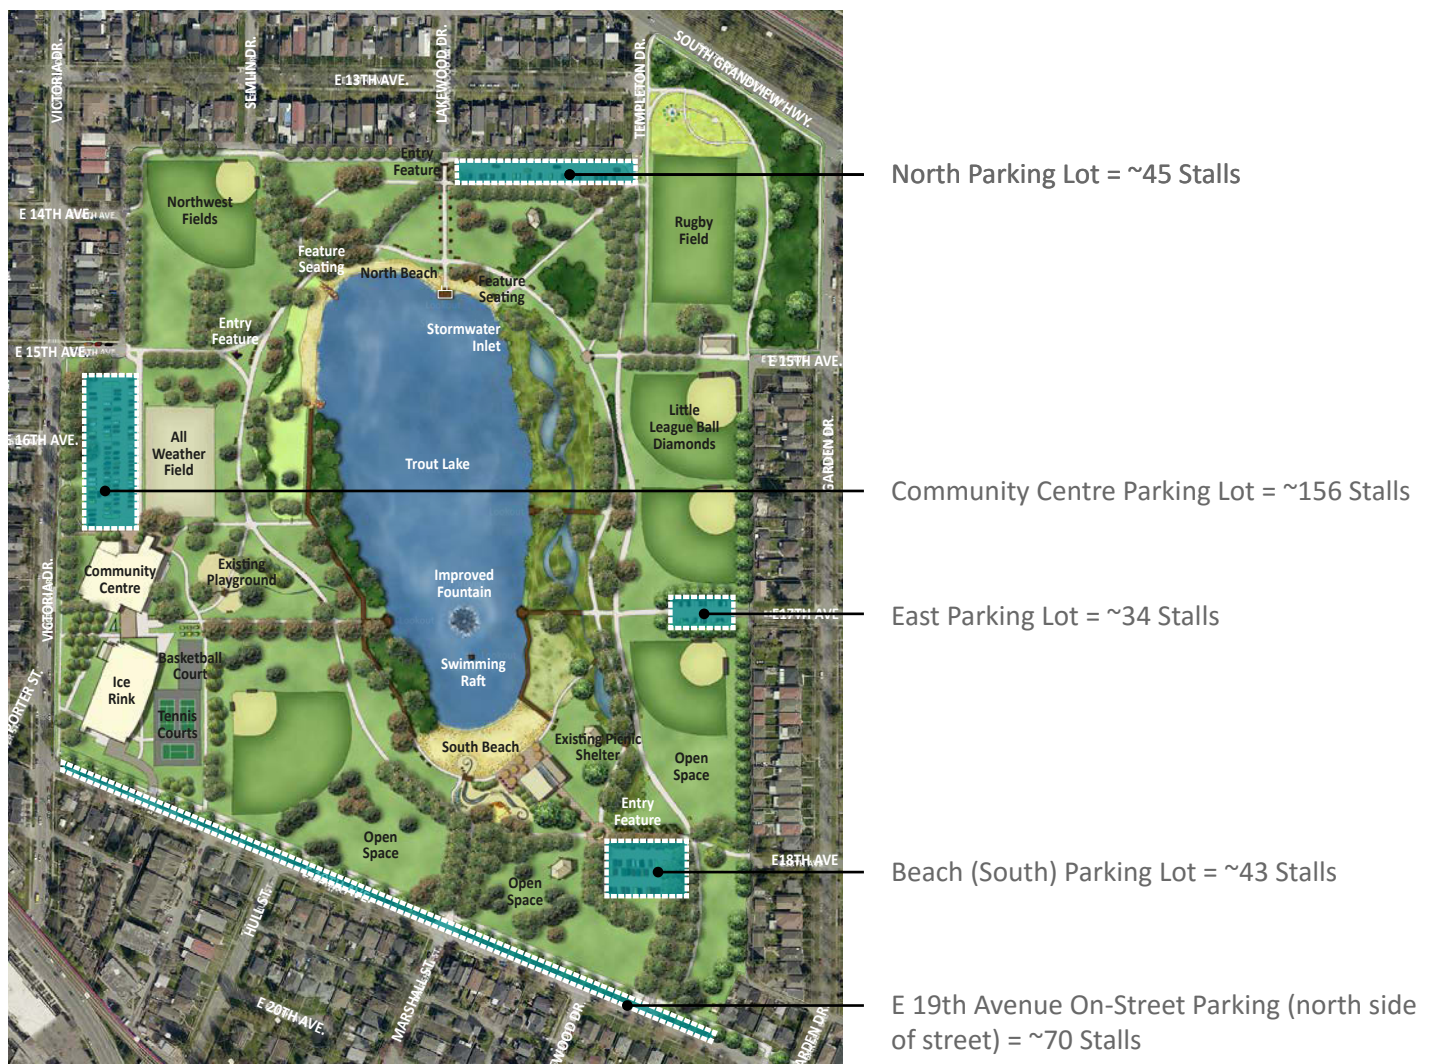 SOUTH GRANDVIEW HWY.
VICTORIA DR.
SEMLIN DR.
E 13TH AVE.
LAKEWOOD DR.
TEMPLETON DR.
Entry
Feature
North Parking Lot = ~45 Stalls
Northwest
Fields
E 14TH AVE.
Rugby
Field
Feature
Seating
North Beach
Feature
Seating
Entry
Feature
Stormwater
Inlet
E 15TH AVE.
E 15TH AVE.
Little
League Ball
Diamonds
E 16TH AVE.
All
Weather
Field
Trout Lake
GARDEN DR.
Community Centre Parking Lot = ~156 Stalls
Community
Centre
Existing
Playground
Improved
Fountain
VICTORIA DR.
E17TH AVE
East Parking Lot = ~34 Stalls
Basketball
Court
Swimming
Raft
Ice
Rink
PORTER ST.
Tennis
Courts
South Beach
Existing Picnic
Shelter
Open
Space
Entry
Feature
Open
Space
E18TH AVE
Beach (South) Parking Lot = ~43 Stalls
Open
Space
HULL ST.
MARSHALL ST.
E 20TH AVE.
WOOD DR.
ARDEN DR.
E 19th Avenue On-Street Parking (north side
of street) = ~70 Stalls